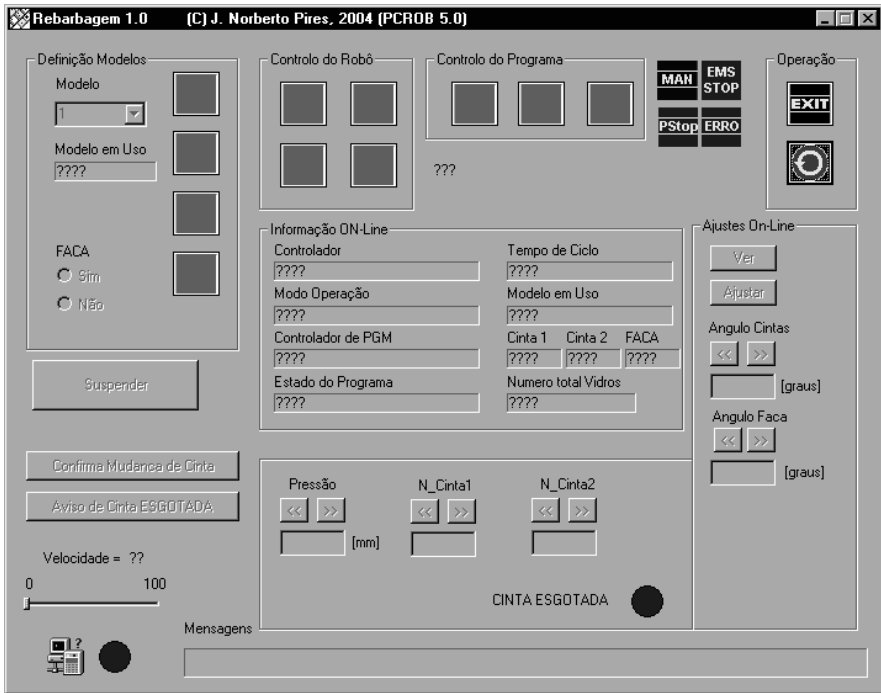 Rebarbagem 1.0 (C) J. Norberto Pires, 2004 (PCROB 5.0)
Definição Modelos
Modelo
1
Modelo em Uso
????
FACA
Sim
Não
Suspender
Confirma Mudanca de Cinta
Aviso de Cinta ESGOTADA
Velocidade = ??
0 100
Controlo do Robô
Controlo do Programa
???
MAN
EMS STOP
PStop
ERRO
Operação
EXIT
Informação ON-Line
Controlador
????
Modo Operação
????
Controlador de PGM
????
Estado do Programa
????
Tempo de Ciclo
????
Modelo em Uso
????
Cinta 1 Cinta 2 FACA
???? ???? ????
Numero total Vidros
????
Ajustes On-Line
Ver
Ajustar
Angulo Cintas
<< >>
[graus]
Angulo Faca
<< >>
[graus]
Pressão N_Cinta1 N_Cinta2
<< >> << >> << >>
[mm]
CINTA ESGOTADA
?
Mensagens